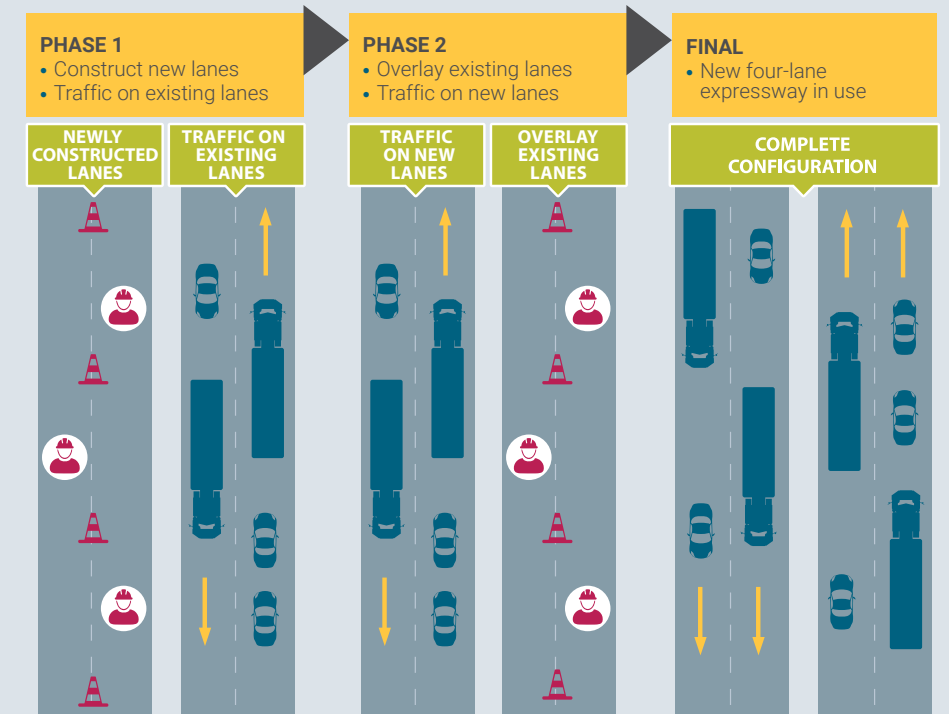 PHASE 1
• Construct new lanes
• Traffic on existing lanes
PHASE 2
• Overlay existing lanes
• Traffic on new lanes
FINAL
• New four-lane
expressway in use
NEWLY
CONSTRUCTED
LANES
TRAFFIC ON
EXISTING
LANES
TRAFFIC
ON NEW
LANES
OVERLAY
EXISTING
LANES
COMPLETE
CONFIGURATION